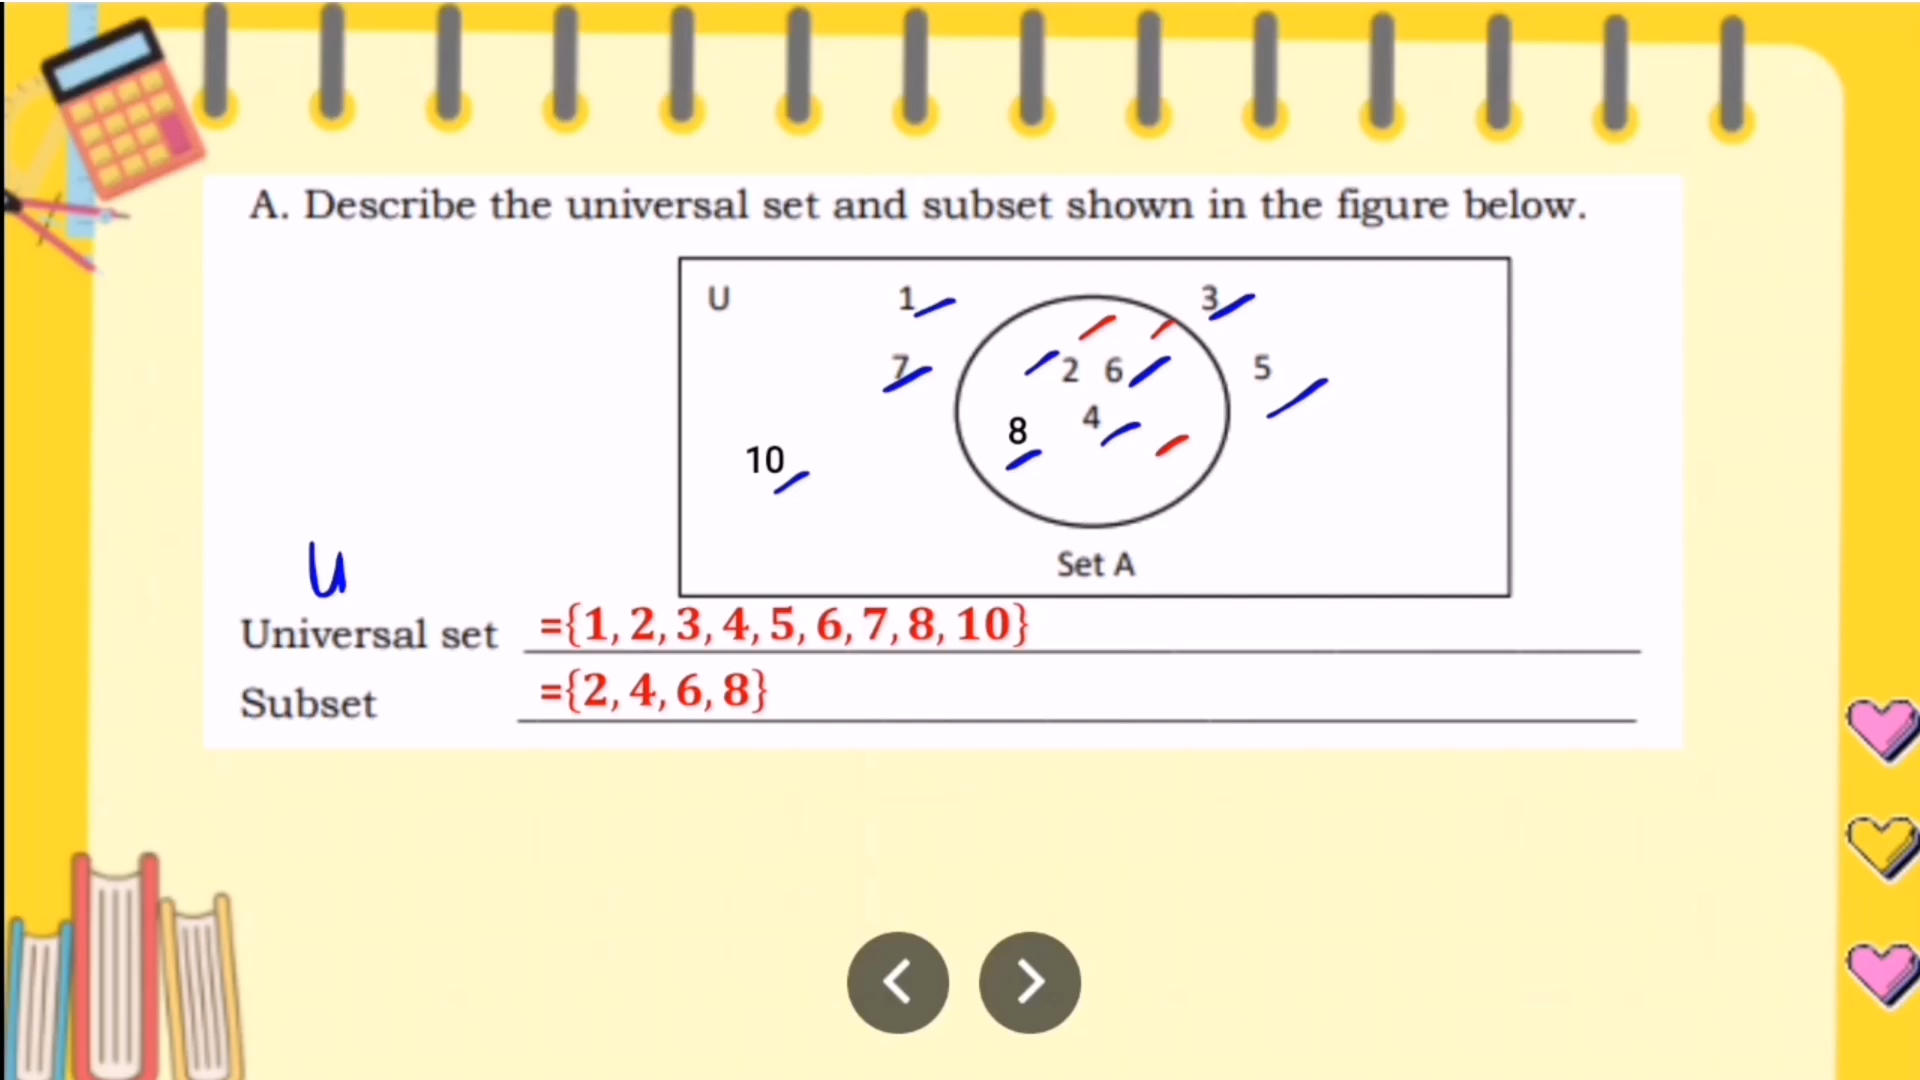 A. Describe the universal set and subset shown in the figure below.
U 1 3
7 2 6 5
8 4
10
Set A
U
Universal set ={1, 2, 3, 4, 5, 6, 7, 8, 10}
Subset ={2, 4, 6, 8}